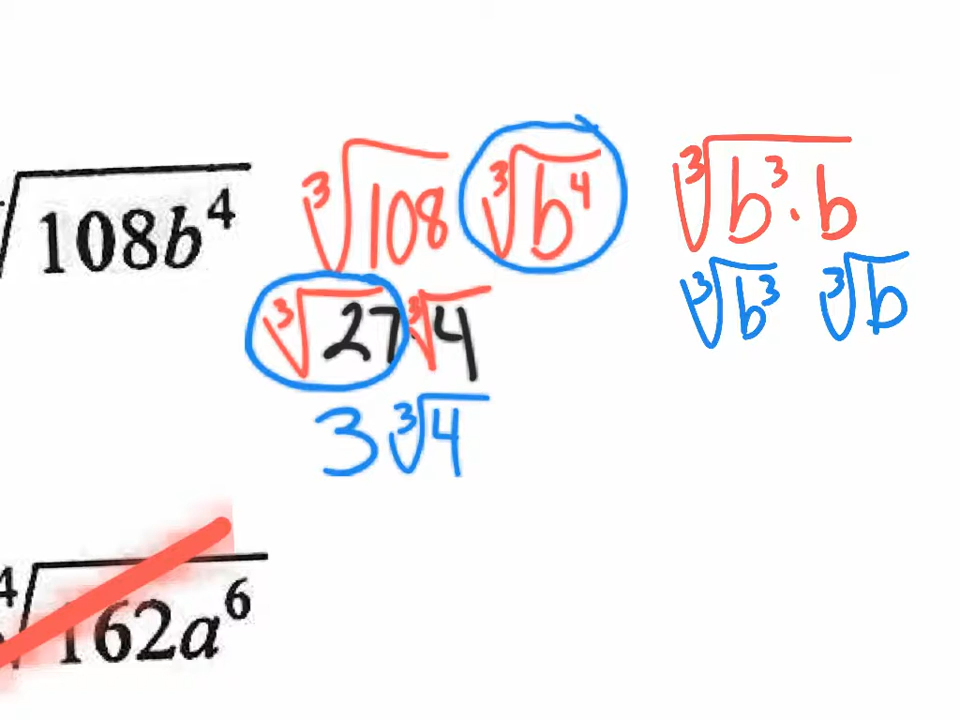 √108b⁴
∛108 ∛b⁴
∛b³·b
∛27 ∛4
∛b³ ∛b
3∛4
⁴√162a⁶